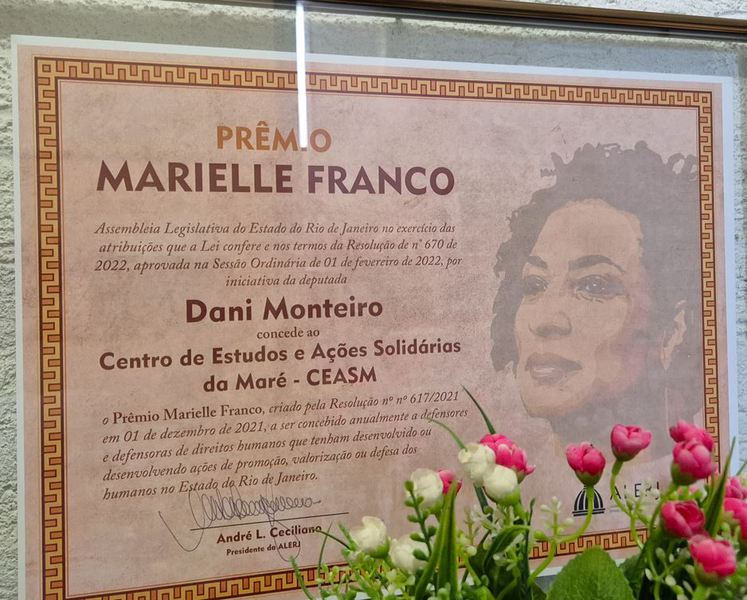 PRÊMIO
MARIELLE FRANCO
Assembleia Legislativa do Estado do Rio de Janeiro no exercício das
atribuições que a Lei confere e nos termos da Resolução de nº 670 de
2022, aprovada na Sessão Ordinária de 01 de fevereiro de 2022, por
iniciativa da deputada
Dani Monteiro
concede ao
Centro de Estudos e Ações Solidárias
da Maré - CEASM
o Prêmio Marielle Franco, criado pela Resolução nº nº 617/2021
em 01 de dezembro de 2021, a ser concebido anualmente a defensores
e defensoras de direitos humanos que tenham desenvolvido ou
desenvolvendo ações de promoção, valorização ou defesa dos
humanos no Estado do Rio de Janeiro.
André L. Ceciliano
Presidente da ALERJ
ALERJ